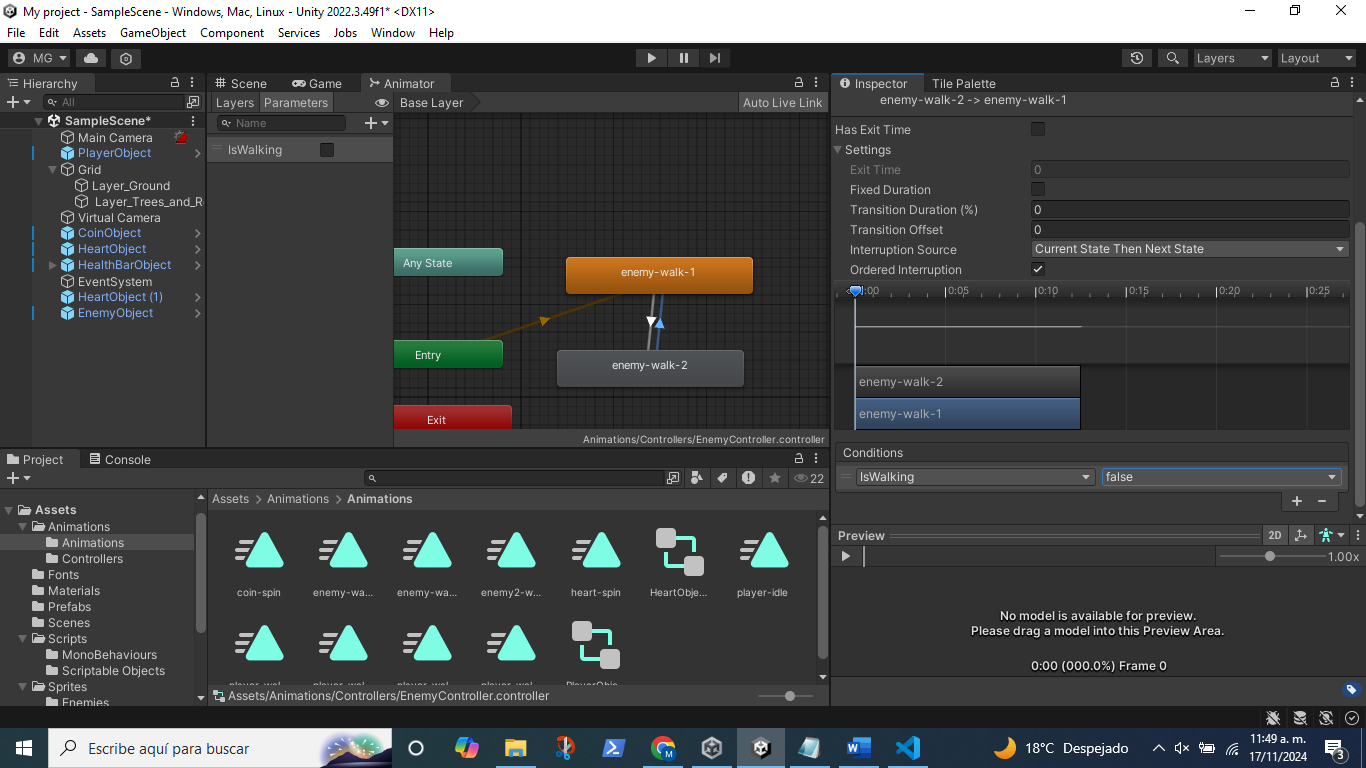 My project - SampleScene - Windows, Mac, Linux - Unity 2022.3.49f1* <DX11>
File Edit Assets GameObject Component Services Jobs Window Help
MG
Layers
Layout
Hierarchy
All
SampleScene*
Main Camera
PlayerObject
Grid
Layer_Ground
Layer_Trees_and_R
Virtual Camera
CoinObject
HeartObject
HealthBarObject
EventSystem
HeartObject (1)
EnemyObject
Scene Game Animator
Layers Parameters Base Layer Auto Live Link
Name
IsWalking
Any State
Entry
Exit
enemy-walk-1
enemy-walk-2
Animations/Controllers/EnemyController.controller
Inspector Tile Palette
enemy-walk-2 -> enemy-walk-1
Has Exit Time
Settings
Exit Time 0
Fixed Duration
Transition Duration (%) 0
Transition Offset 0
Interruption Source Current State Then Next State
Ordered Interruption
:00 0:05 0:10 0:15 0:20 0:25
enemy-walk-2
enemy-walk-1
Conditions
IsWalking false
Preview 2D
1.00x
No model is available for preview.
Please drag a model into this Preview Area.
0:00 (000.0%) Frame 0
Project Console
22
Assets
Animations
Animations
Controllers
Fonts
Materials
Prefabs
Scenes
Scripts
MonoBehaviours
Scriptable Objects
Sprites
Enemies
Assets > Animations > Animations
coin-spin enemy-wa... enemy-wa... enemy2-w... heart-spin HeartObje... player-idle
player-wal... player-wal... player-wal... player-wal... PlayerObje...
Assets/Animations/Controllers/EnemyController.controller
Escribe aquí para buscar
18°C Despejado
11:49 a. m.
17/11/2024
3